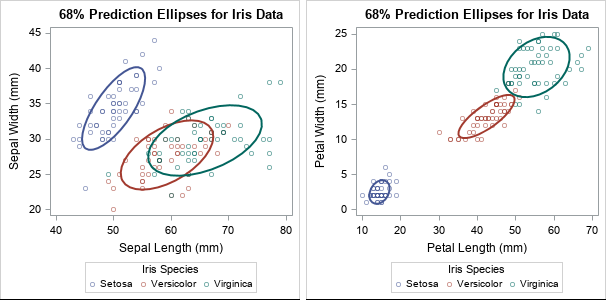 68% Prediction Ellipses for Iris Data
45
40
35
30
25
20
Sepal Width (mm)
40 50 60 70 80
Sepal Length (mm)
Iris Species
Setosa Versicolor Virginica
68% Prediction Ellipses for Iris Data
25
20
15
10
5
0
Petal Width (mm)
10 20 30 40 50 60 70
Petal Length (mm)
Iris Species
Setosa Versicolor Virginica